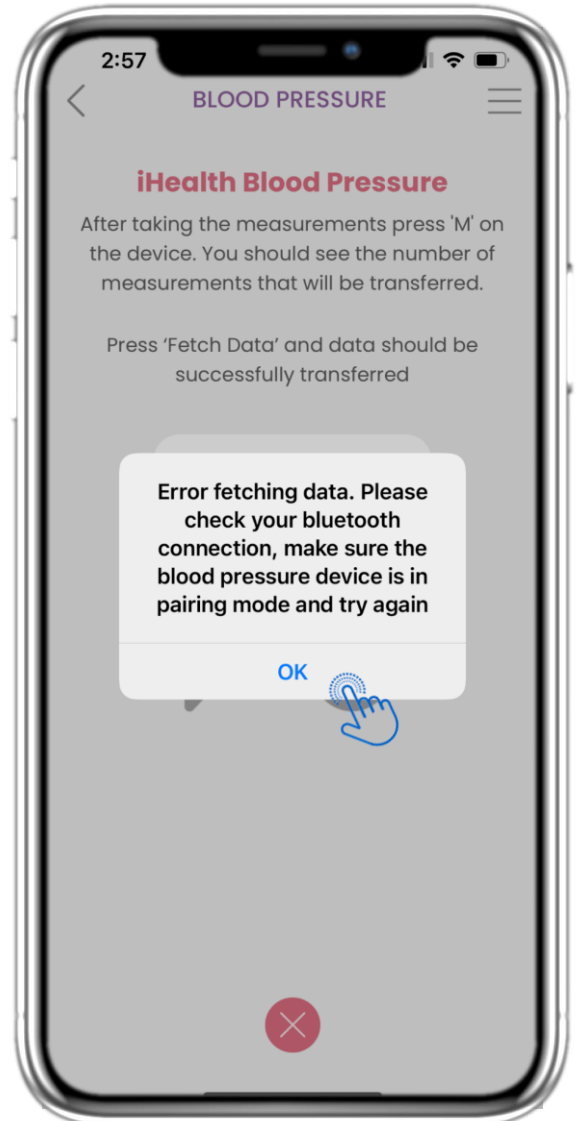 2:57
BLOOD PRESSURE
iHealth Blood Pressure
After taking the measurements press 'M' on
the device. You should see the number of
measurements that will be transferred.
Press ‘Fetch Data’ and data should be
successfully transferred
Error fetching data. Please
check your bluetooth
connection, make sure the
blood pressure device is in
pairing mode and try again
OK